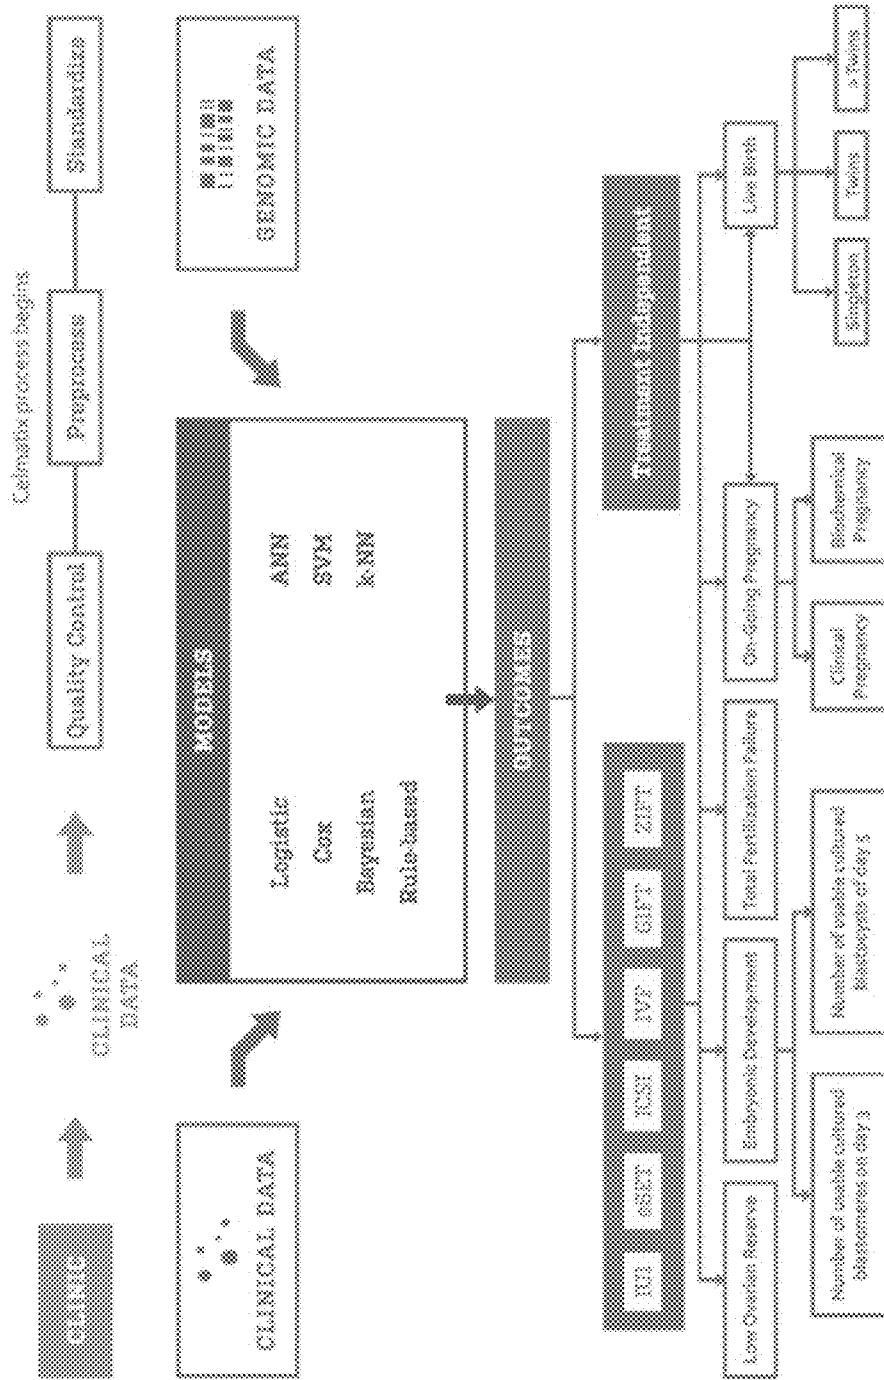 Celmatix process begins
CLINIC
CLINICAL
DATA
Quality Control
Preprocess
Standardize
CLINICAL DATA
MODELS
Logistic
Cox
Bayesian
Rule-based
ANN
SVM
k-NN
GENOMIC DATA
OUTCOMES
IUI
eSET
ICSI
IVF
GIFT
ZIFT
Treatment Independent
Low Ovarian Reserve
Embryonic Development
Total Fertilization Failure
On-Going Pregnancy
Live Birth
Number of usable cultured
blastomeres on day 3
Number of usable cultured
blastocysts of day 5
Clinical
Pregnancy
Biochemical
Pregnancy
Singleton
Twins
> Twins